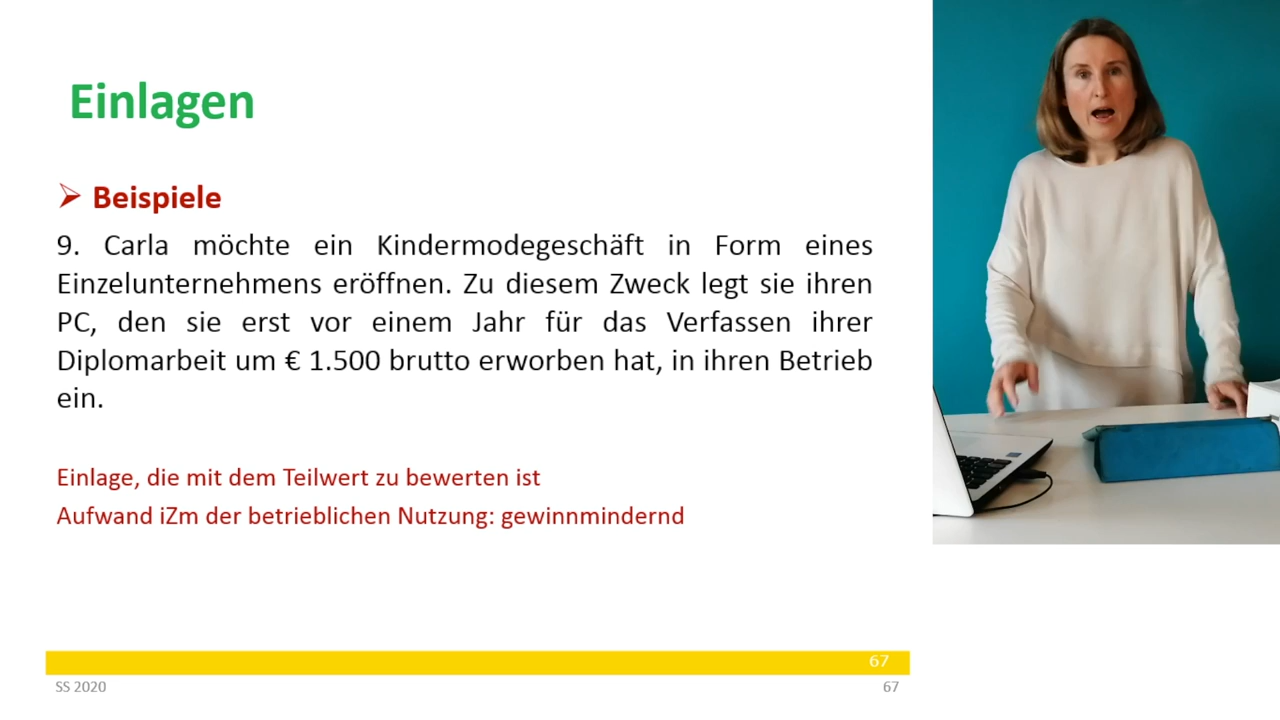 Einlagen
Beispiele
9. Carla möchte ein Kindermodegeschäft in Form eines
Einzelunternehmens eröffnen. Zu diesem Zweck legt sie ihren
PC, den sie erst vor einem Jahr für das Verfassen ihrer
Diplomarbeit um € 1.500 brutto erworben hat, in ihren Betrieb
ein.
Einlage, die mit dem Teilwert zu bewerten ist
Aufwand iZm der betrieblichen Nutzung: gewinnmindernd
67
SS 2020
67